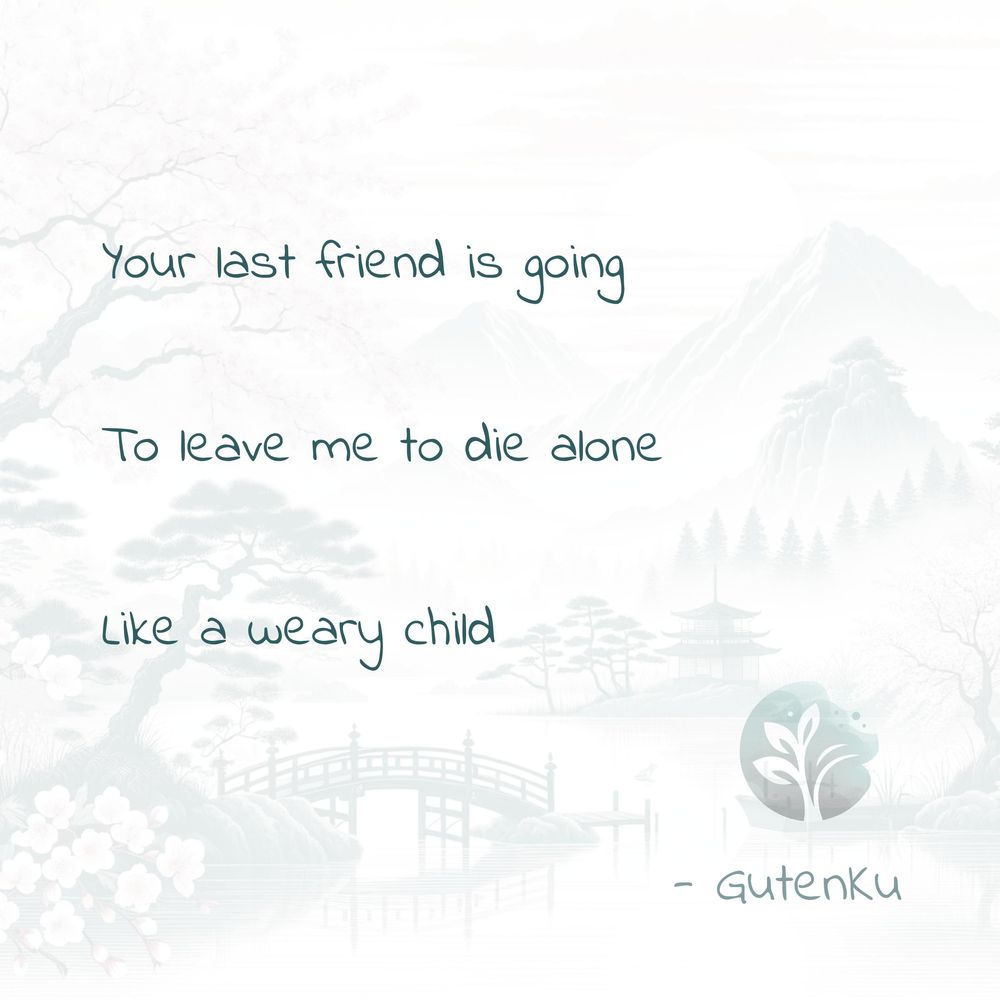 Your last friend is going
To leave me to die alone
Like a weary child
- GutenKu